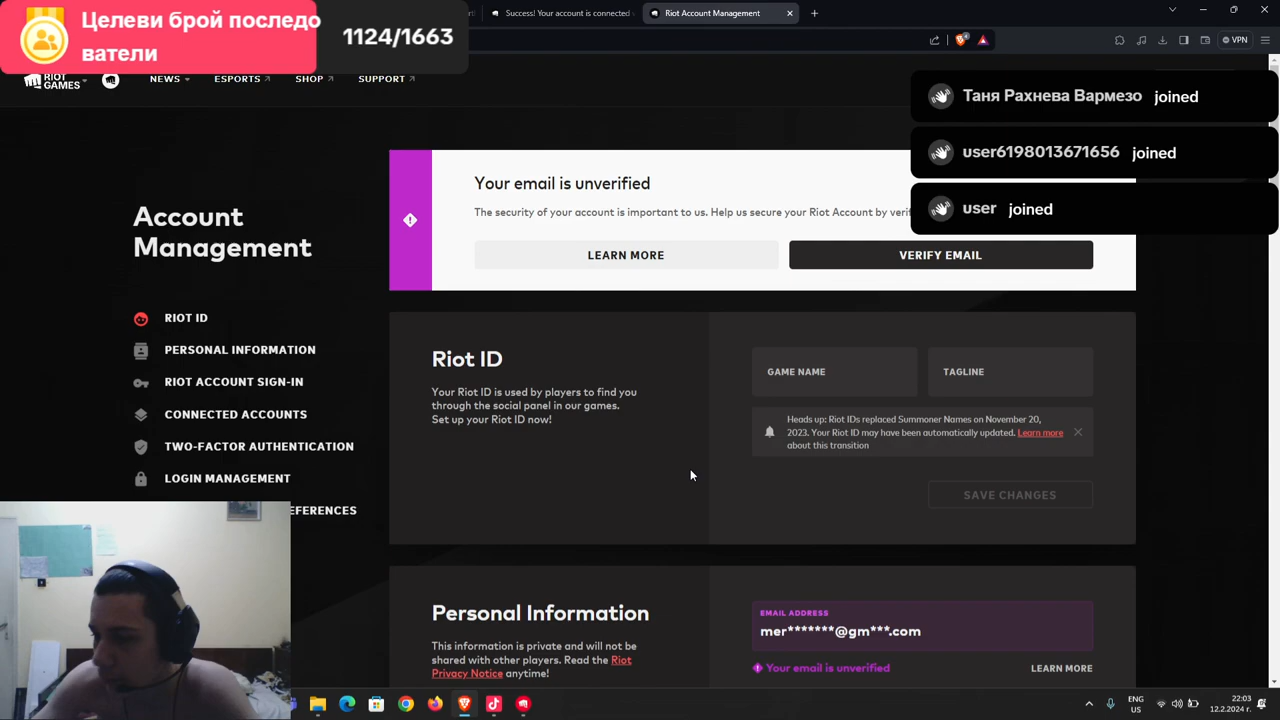 Целеви брой последо
ватели
1124/1663
Success! Your account is connected
Riot Account Management
VPN
RIOT
GAMES
NEWS
ESPORTS
SHOP
SUPPORT
Таня Рахнева Вармезо joined
user6198013671656 joined
user joined
Your email is unverified
The security of your account is important to us. Help us secure your Riot Account by
LEARN MORE
VERIFY EMAIL
Account
Management
RIOT ID
PERSONAL INFORMATION
RIOT ACCOUNT SIGN-IN
CONNECTED ACCOUNTS
TWO-FACTOR AUTHENTICATION
LOGIN MANAGEMENT
Riot ID
Your Riot ID is used by players to find you
through the social panel in our games.
Set up your Riot ID now!
GAME NAME
TAGLINE
Heads up: Riot IDs replaced Summoner Names on November 20,
2023. Your Riot ID may have been automatically updated. Learn more
about this transition
SAVE CHANGES
Personal Information
This information is private and will not be
shared with other players. Read the Riot
Privacy Notice anytime!
EMAIL ADDRESS
mer*******@gm***.com
Your email is unverified
LEARN MORE
ENG
US
22:03
12.2.2024 г.